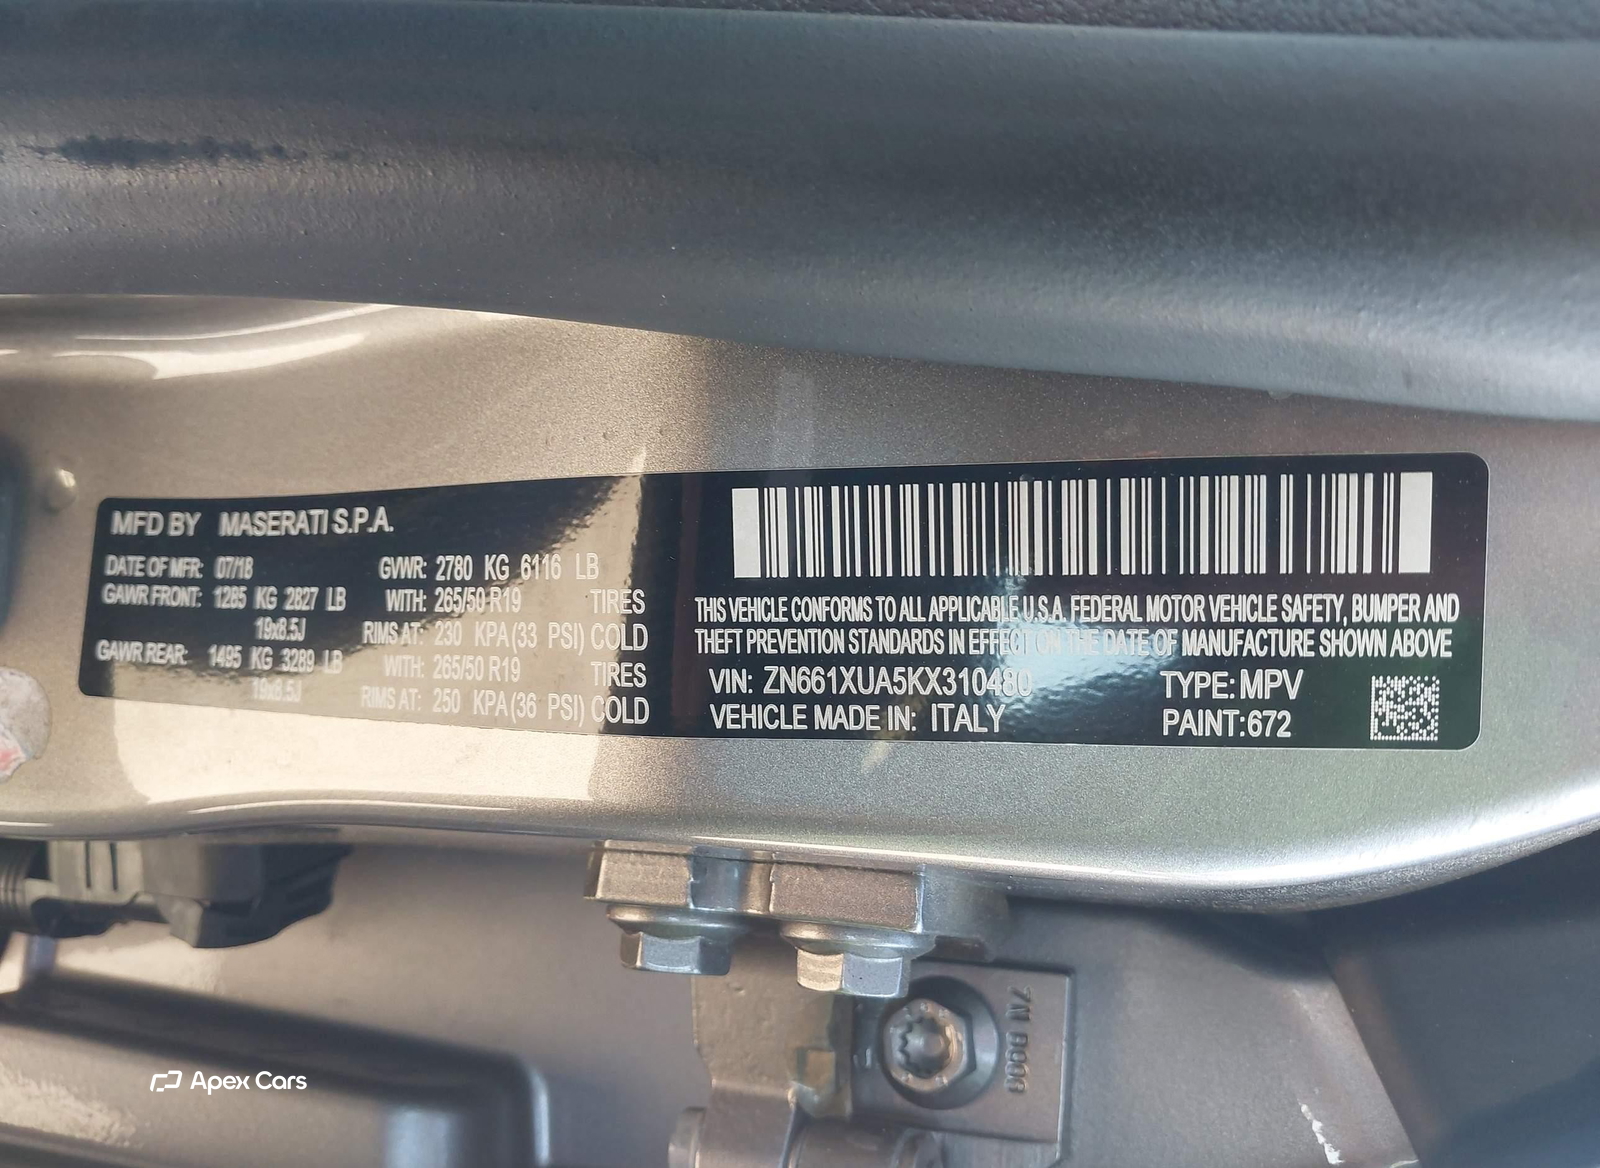 MFD BY MASERATI S.P.A.
DATE OF MFR: 07/18 GVWR: 2780 KG 6116 LB
GAWR FRONT: 1285 KG 2827 LB WITH: 265/50 R19 TIRES
19x8.5J RIMS AT: 230 KPA (33 PSI) COLD
GAWR REAR: 1495 KG 3289 LB WITH: 265/50 R19 TIRES
19x8.5J RIMS AT: 250 KPA (36 PSI) COLD
THIS VEHICLE CONFORMS TO ALL APPLICABLE U.S.A. FEDERAL MOTOR VEHICLE SAFETY, BUMPER AND
THEFT PREVENTION STANDARDS IN EFFECT ON THE DATE OF MANUFACTURE SHOWN ABOVE
VIN: ZN661XUA5KX310480 TYPE: MPV
VEHICLE MADE IN: ITALY PAINT:672
Apex Cars